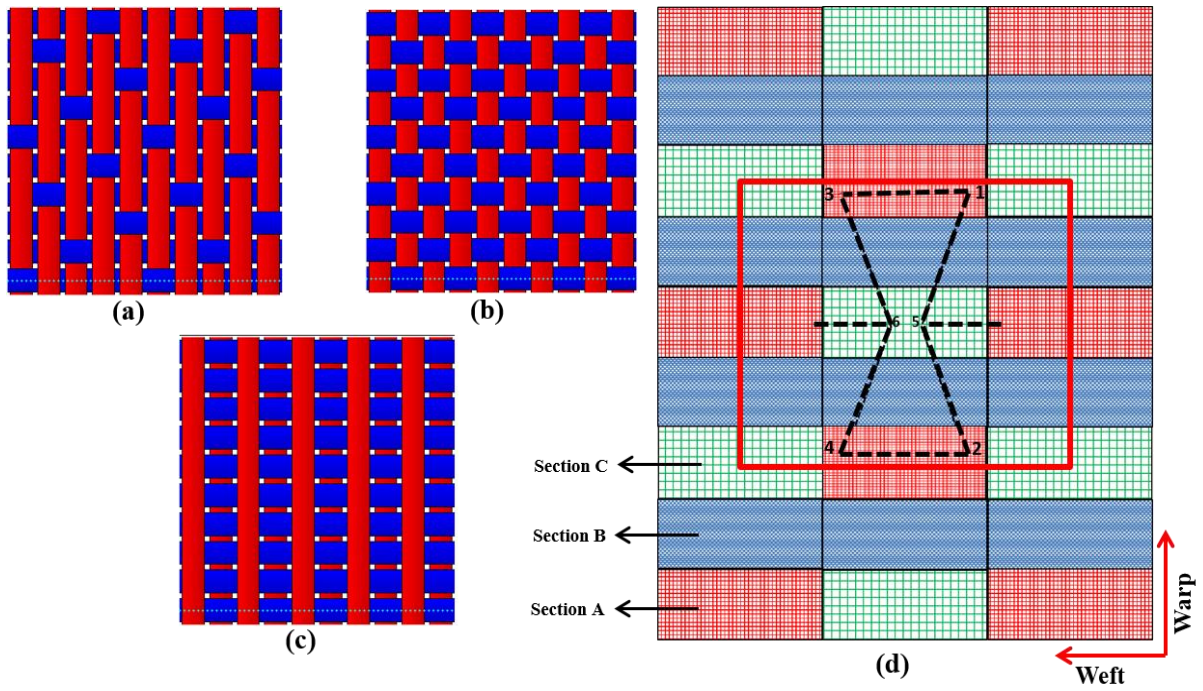 (a)
(b)
(c)
3 1
6 5
4 2
Section C
Section B
Section A
(d)
Warp
Weft